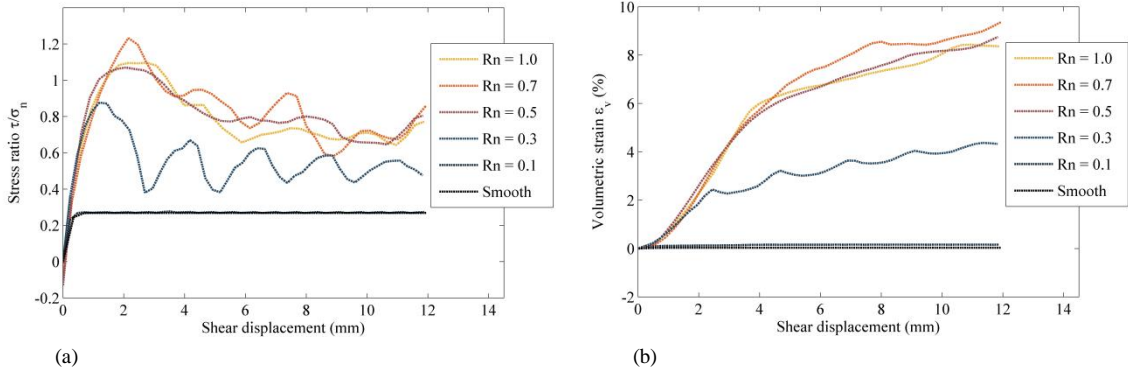 1.2
1
0.8
0.6
0.4
0.2
0
-0.2
Stress ratio τ/σn
0 2 4 6 8 10 12 14
Shear displacement (mm)
Rn = 1.0
Rn = 0.7
Rn = 0.5
Rn = 0.3
Rn = 0.1
Smooth
(a)
10
8
6
4
2
0
-2
Volumetric strain εv (%)
0 2 4 6 8 10 12 14
Shear displacement (mm)
Rn = 1.0
Rn = 0.7
Rn = 0.5
Rn = 0.3
Rn = 0.1
Smooth
(b)